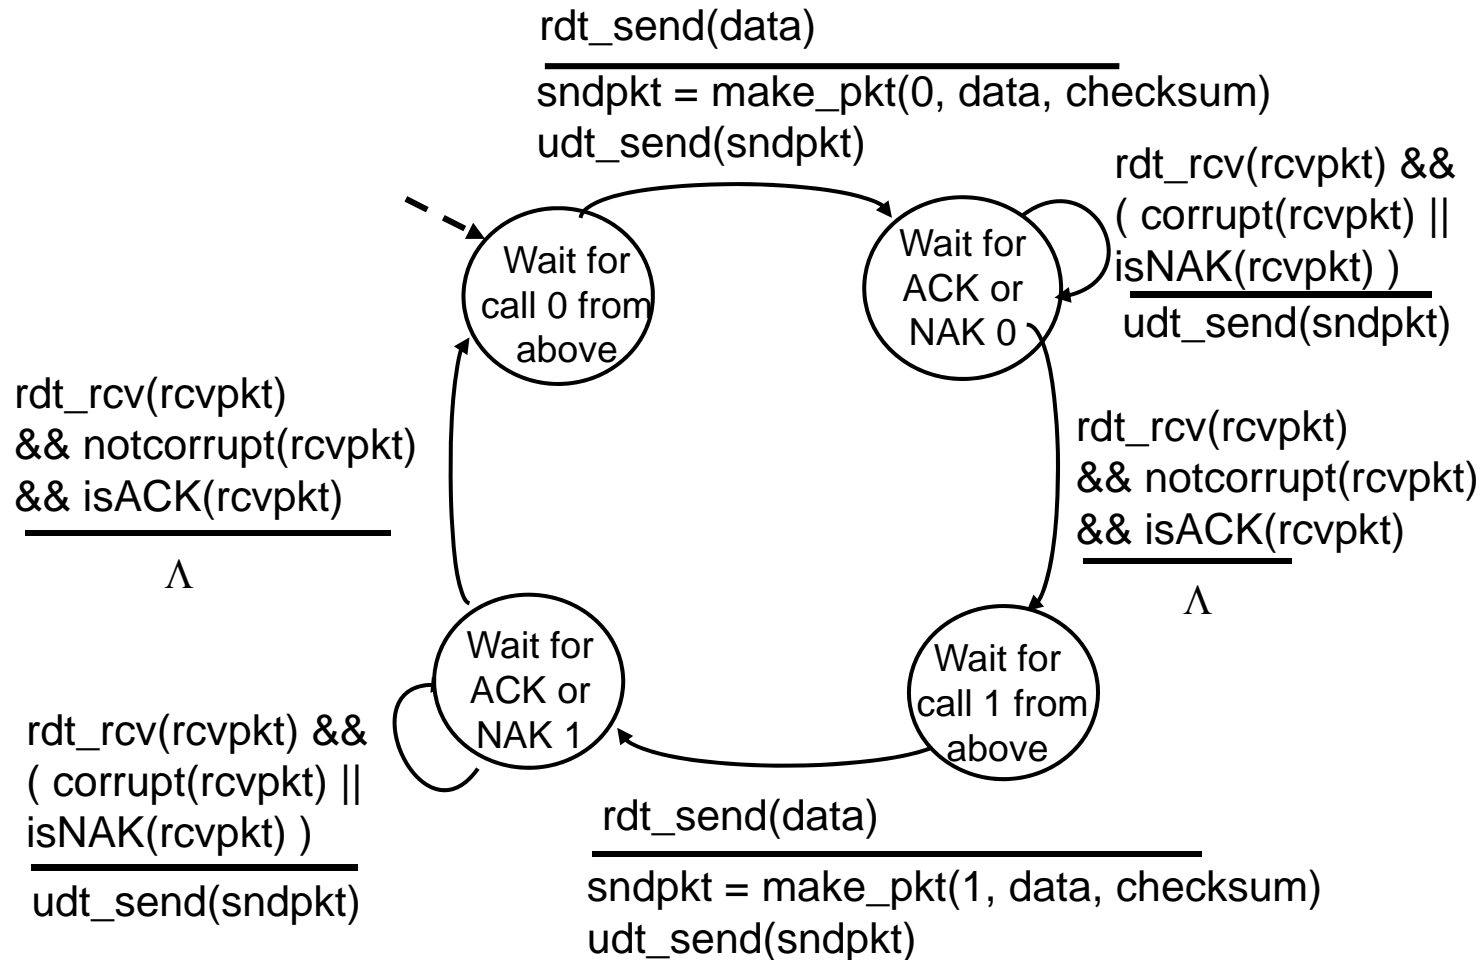 rdt_send(data)
sndpkt = make_pkt(0, data, checksum)
udt_send(sndpkt)
rdt_rcv(rcvpkt) &&
( corrupt(rcvpkt) ||
isNAK(rcvpkt) )
udt_send(sndpkt)
Wait for
call 0 from
above
Wait for
ACK or
NAK 0
rdt_rcv(rcvpkt)
&& notcorrupt(rcvpkt)
&& isACK(rcvpkt)
Λ
rdt_rcv(rcvpkt)
&& notcorrupt(rcvpkt)
&& isACK(rcvpkt)
Λ
Wait for
ACK or
NAK 1
Wait for
call 1 from
above
rdt_rcv(rcvpkt) &&
( corrupt(rcvpkt) ||
isNAK(rcvpkt) )
udt_send(sndpkt)
rdt_send(data)
sndpkt = make_pkt(1, data, checksum)
udt_send(sndpkt)